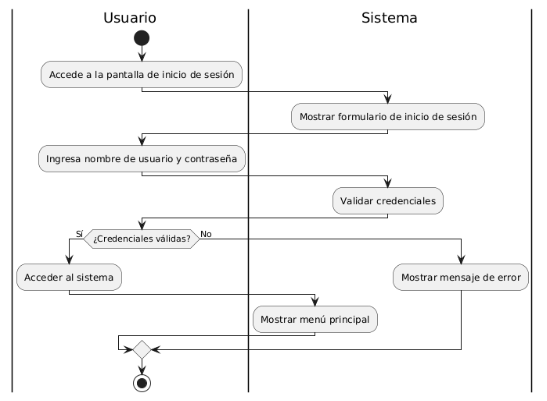 Usuario
Sistema
Accede a la pantalla de inicio de sesión
Mostrar formulario de inicio de sesión
Ingresa nombre de usuario y contraseña
Validar credenciales
Sí
¿Credenciales válidas?
No
Acceder al sistema
Mostrar mensaje de error
Mostrar menú principal